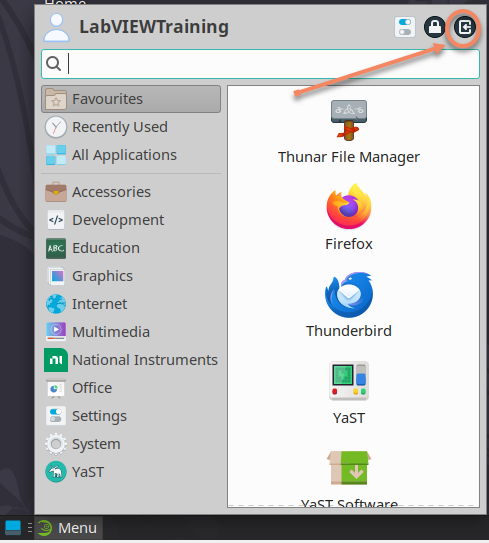 Home
LabVIEWTraining
Favourites
Recently Used
All Applications
Accessories
Development
Education
Graphics
Internet
Multimedia
National Instruments
Office
Settings
System
YaST
Thunar File Manager
Firefox
Thunderbird
YaST
YaST Software
Menu